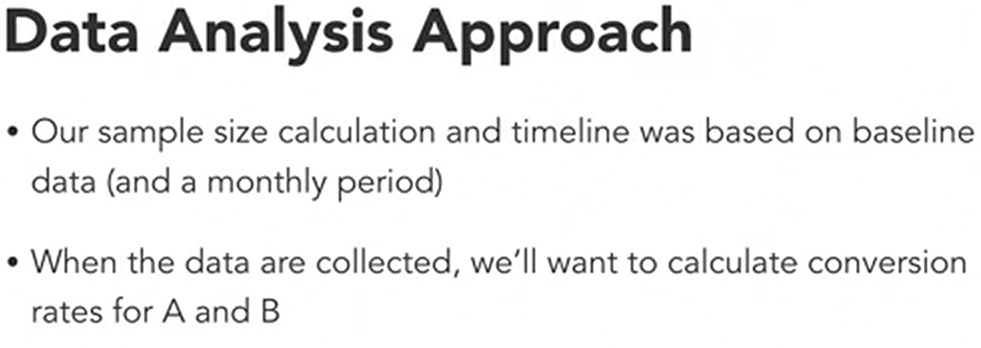 Data Analysis Approach
• Our sample size calculation and timeline was based on baseline
data (and a monthly period)
• When the data are collected, we’ll want to calculate conversion
rates for A and B